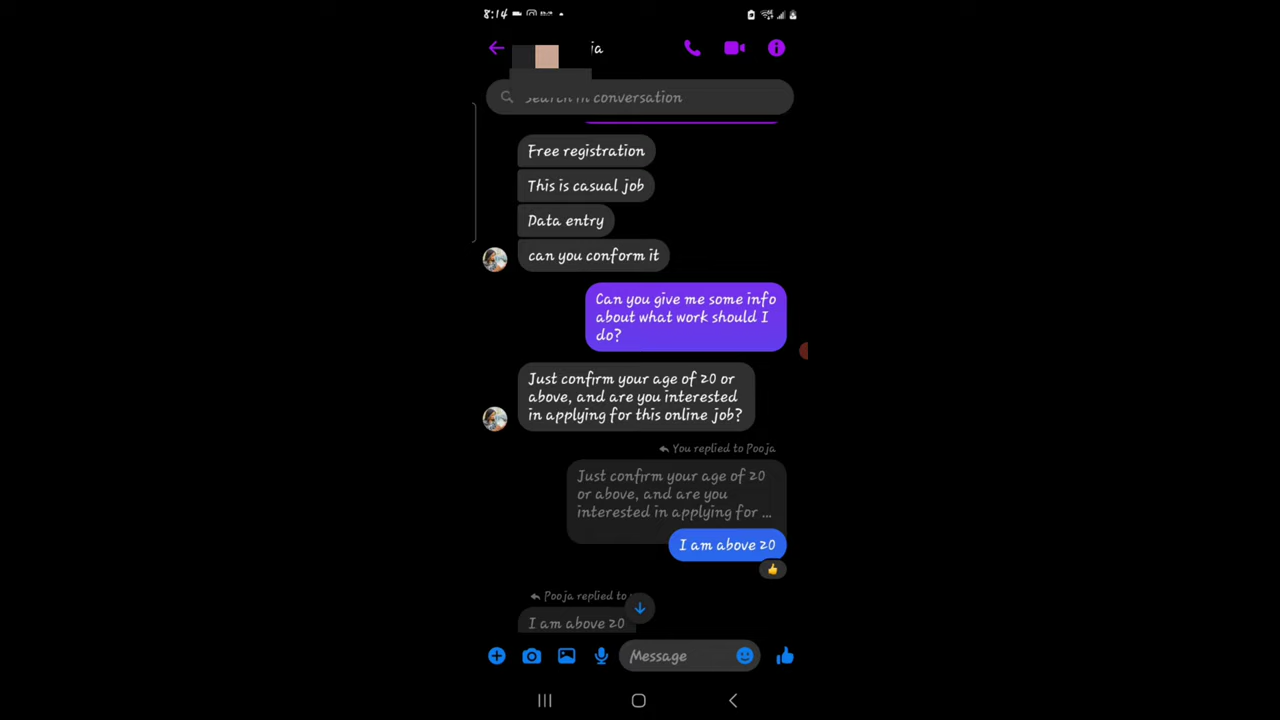 8:14
ja
Search in conversation
Free registration
This is casual job
Data entry
can you conform it
Can you give me some info
about what work should I
do?
Just confirm your age of 20 or
above, and are you interested
in applying for this online job?
You replied to Pooja
Just confirm your age of 20
or above, and are you
interested in applying for ...
I am above 20
Pooja replied to
I am above 20
Message